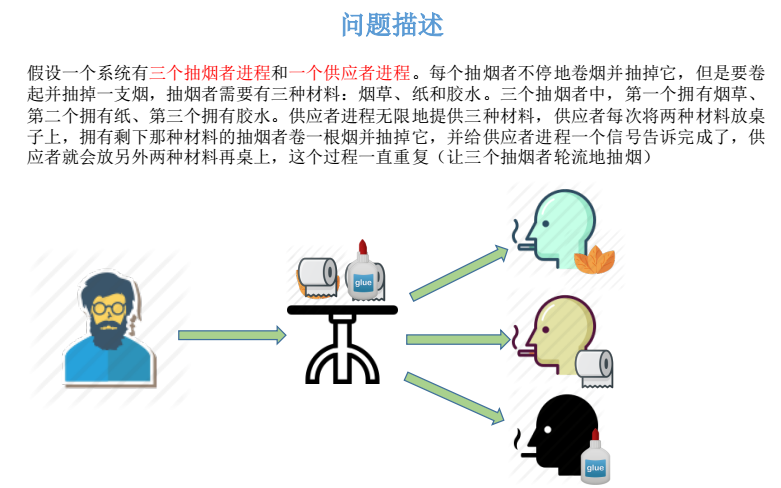 问题描述
假设一个系统有三个抽烟者进程和一个供应者进程。每个抽烟者不停地卷烟并抽掉它，但是要卷
起并抽掉一支烟，抽烟者需要有三种材料：烟草、纸和胶水。三个抽烟者中，第一个拥有烟草、
第二个拥有纸、第三个拥有胶水。供应者进程无限地提供三种材料，供应者每次将两种材料放桌
子上，拥有剩下那种材料的抽烟者卷一根烟并抽掉它，并给供应者进程一个信号告诉完成了，供
应者就会放另外两种材料再桌上，这个过程一直重复（让三个抽烟者轮流地抽烟）
glue
glue